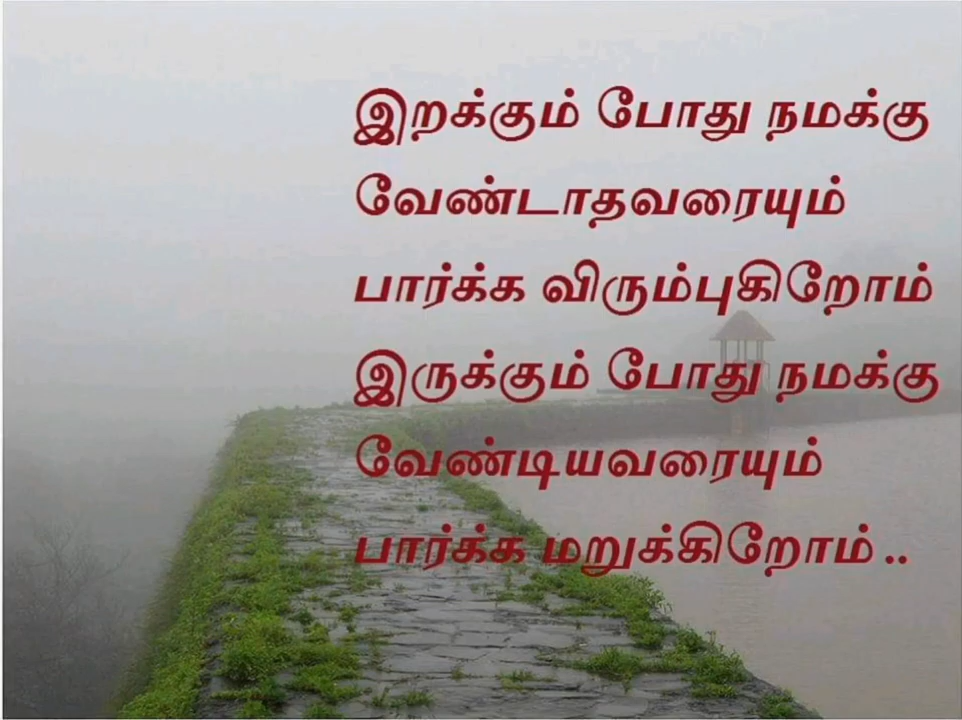 இறக்கும் போது நமக்கு
வேண்டாதவரையும்
பார்க்க விரும்புகிறோம்
இருக்கும் போது நமக்கு
வேண்டியவரையும்
பார்க்க மறுக்கிறோம்..